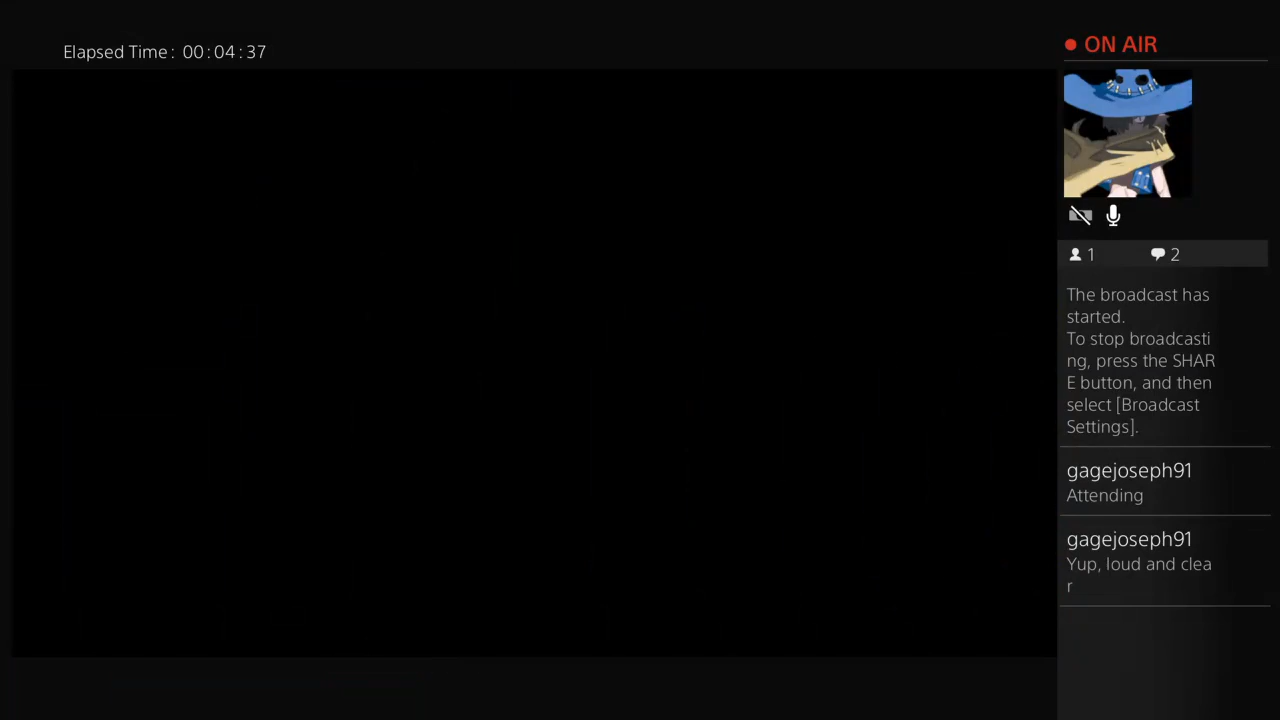 Elapsed Time: 00:04:37
ON AIR
1 2
The broadcast has
started.
To stop broadcasti
ng, press the SHAR
E button, and then
select [Broadcast
Settings].
gagejoseph91
Attending
gagejoseph91
Yup, loud and clea
r